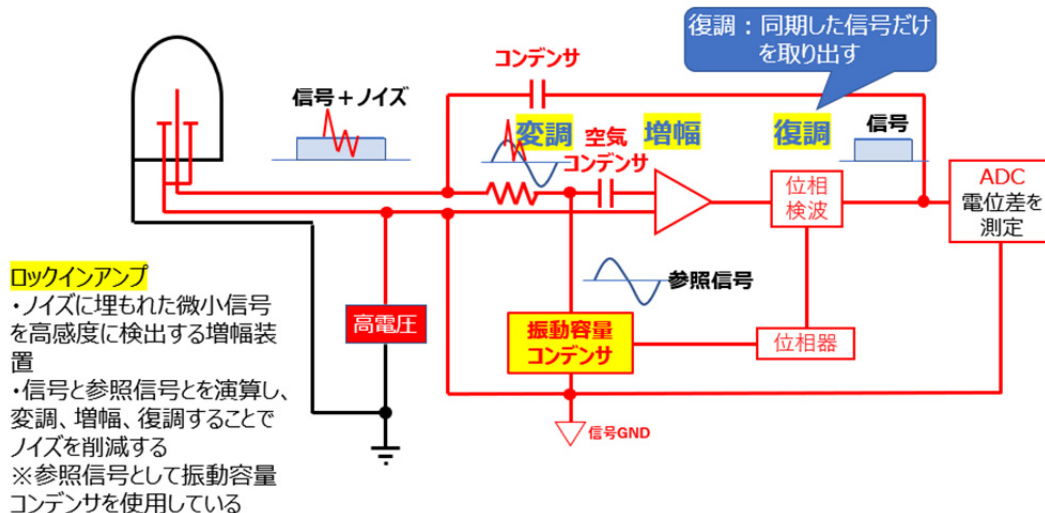 復調：同期した信号だけ
を取り出す
コンデンサ
信号＋ノイズ
変調
空気
コンデンサ
増幅
復調
信号
位相
検波
ADC
電位差を
測定
参照信号
ロックインアンプ
・ノイズに埋もれた微小信号
を高感度に検出する増幅装
置
・信号と参照信号とを演算し、
変調、増幅、復調することで
ノイズを削減する
※参照信号として振動容量
コンデンサを使用している
高電圧
振動容量
コンデンサ
位相器
信号GND